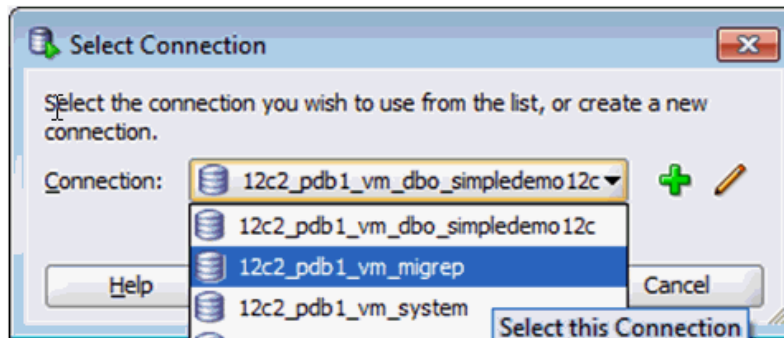 Select Connection
Select the connection you wish to use from the list, or create a new
connection.
Connection: 12c2_pdb1_vm_dbo_simpledemo12c
12c2_pdb1_vm_dbo_simpledemo12c
12c2_pdb1_vm_migrep
Help Cancel
12c2_pdb1_vm_system
Select this Connection